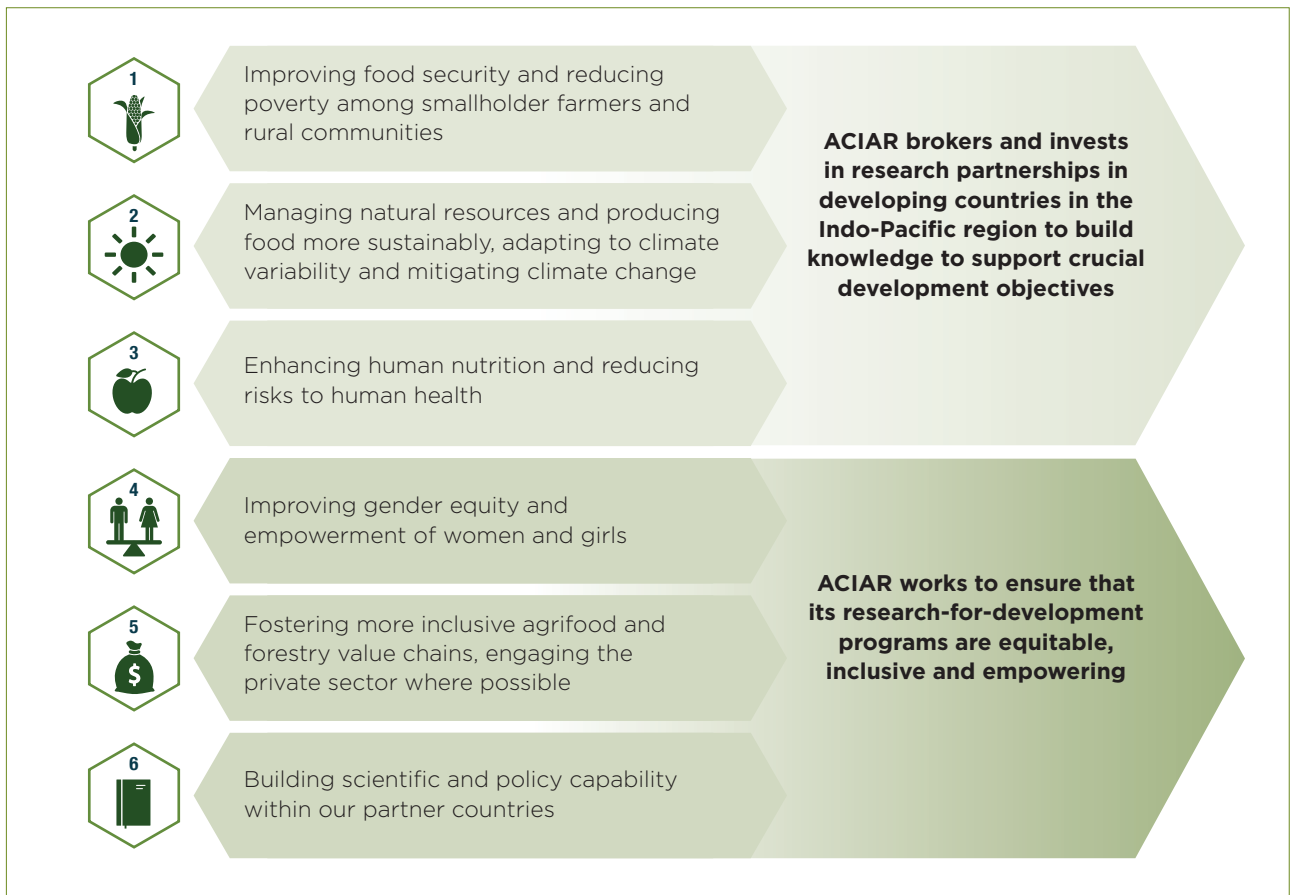 1
Improving food security and reducing
poverty among smallholder farmers and
rural communities
2
Managing natural resources and producing
food more sustainably, adapting to climate
variability and mitigating climate change
3
Enhancing human nutrition and reducing
risks to human health
ACIAR brokers and invests
in research partnerships in
developing countries in the
Indo-Pacific region to build
knowledge to support crucial
development objectives
4
Improving gender equity and
empowerment of women and girls
5
$
Fostering more inclusive agrifood and
forestry value chains, engaging the
private sector where possible
6
Building scientific and policy capability
within our partner countries
ACIAR works to ensure that
its research-for-development
programs are equitable,
inclusive and empowering